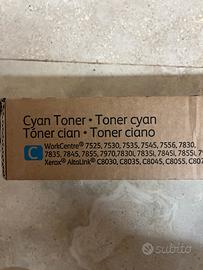 Cyan Toner • Toner cyan
Tóner cian • Toner ciano
C
WorkCentre® 7525, 7530, 7535, 7545, 7556, 7830,
7835, 7845, 7855, 7970,7830i, 7835i, 7845i, 7855i,
Xerox® AltaLink® C8030, C8035, C8045, C8055,
subito